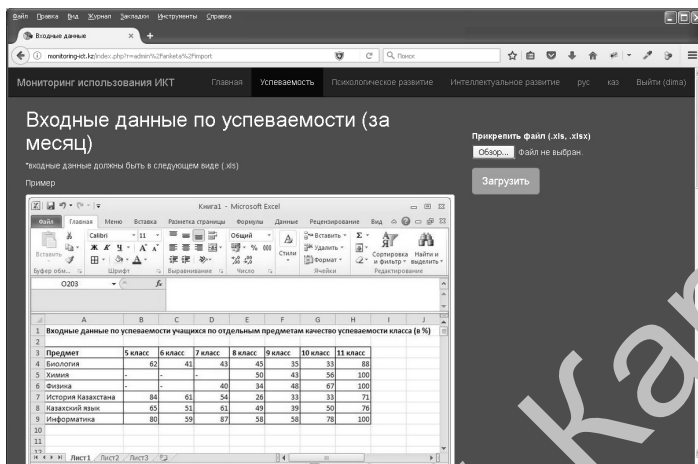 Файл Правка Вид Журнал Закладки Инструменты Справка
Входные данные × +
monitoring-ict.kz/index.php?r=admin%2Fanketa%2Fimport Поиск
Мониторинг использования ИКТ Главная Успеваемость Психологическое развитие Интеллектуальное развитие рус каз Выйти (dima)
Входные данные по успеваемости (за
месяц)
*входные данные должны быть в следующем виде (.xls)
Пример
Прикрепить файл (.xls, .xlsx)
Обзор... Файл не выбран.
Загрузить
Книга1 - Microsoft Excel
Файл Главная Меню Вставка Разметка страницы Формулы Данные Рецензирование Вид
Calibri 11 Общий Вставить Σ
Вставить Ж К Ч А А % 000 Стили Удалить Сортировка Найти и
Формат и фильтр выделить
Буфер обм... Шрифт Выравнивание Число Ячейки Редактирование
O203 fx
A B C D E F G H I J
1 Входные данные по успеваемости учащихся по отдельным предметам качество успеваемости класса (в %)
2
3 Предмет 5 класс 6 класс 7 класс 8 класс 9 класс 10 класс 11 класс
4 Биология 62 41 43 45 35 33 88
5 Химия - - - 50 43 56 100
6 Физика - - 40 34 48 67 100
7 История Казахстана 84 61 54 26 33 33 71
8 Казахский язык 65 51 61 49 39 50 76
9 Информатика 80 59 87 58 58 78 100
10
11
12
Лист1 Лист2 Лист3
Кар